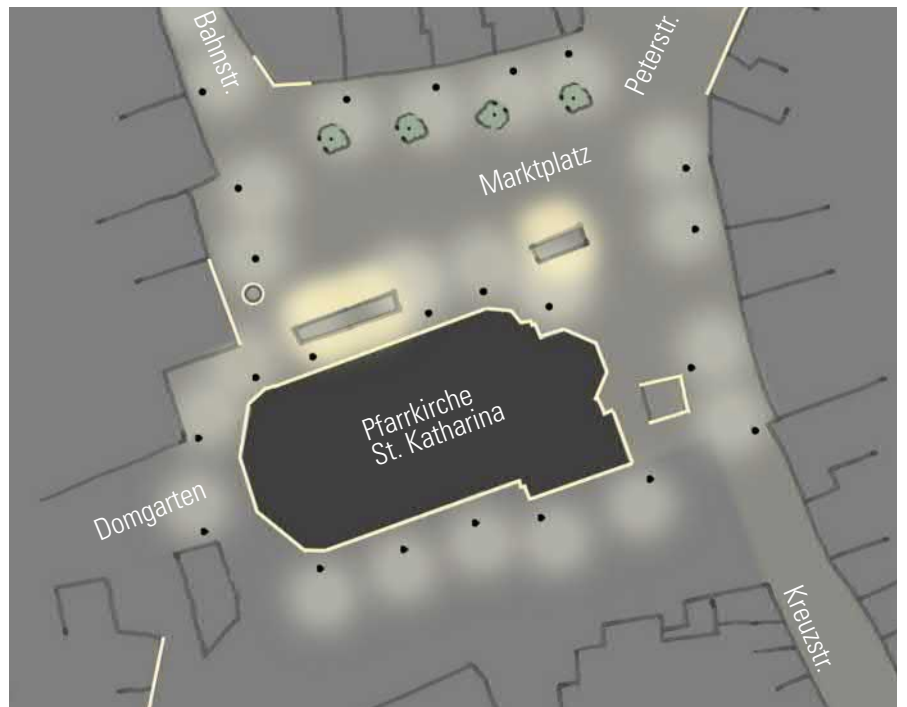 Bahnstr.
Peterstr.
Marktplatz
Pfarrkirche
St. Katharina
Domgarten
Kreuzstr.